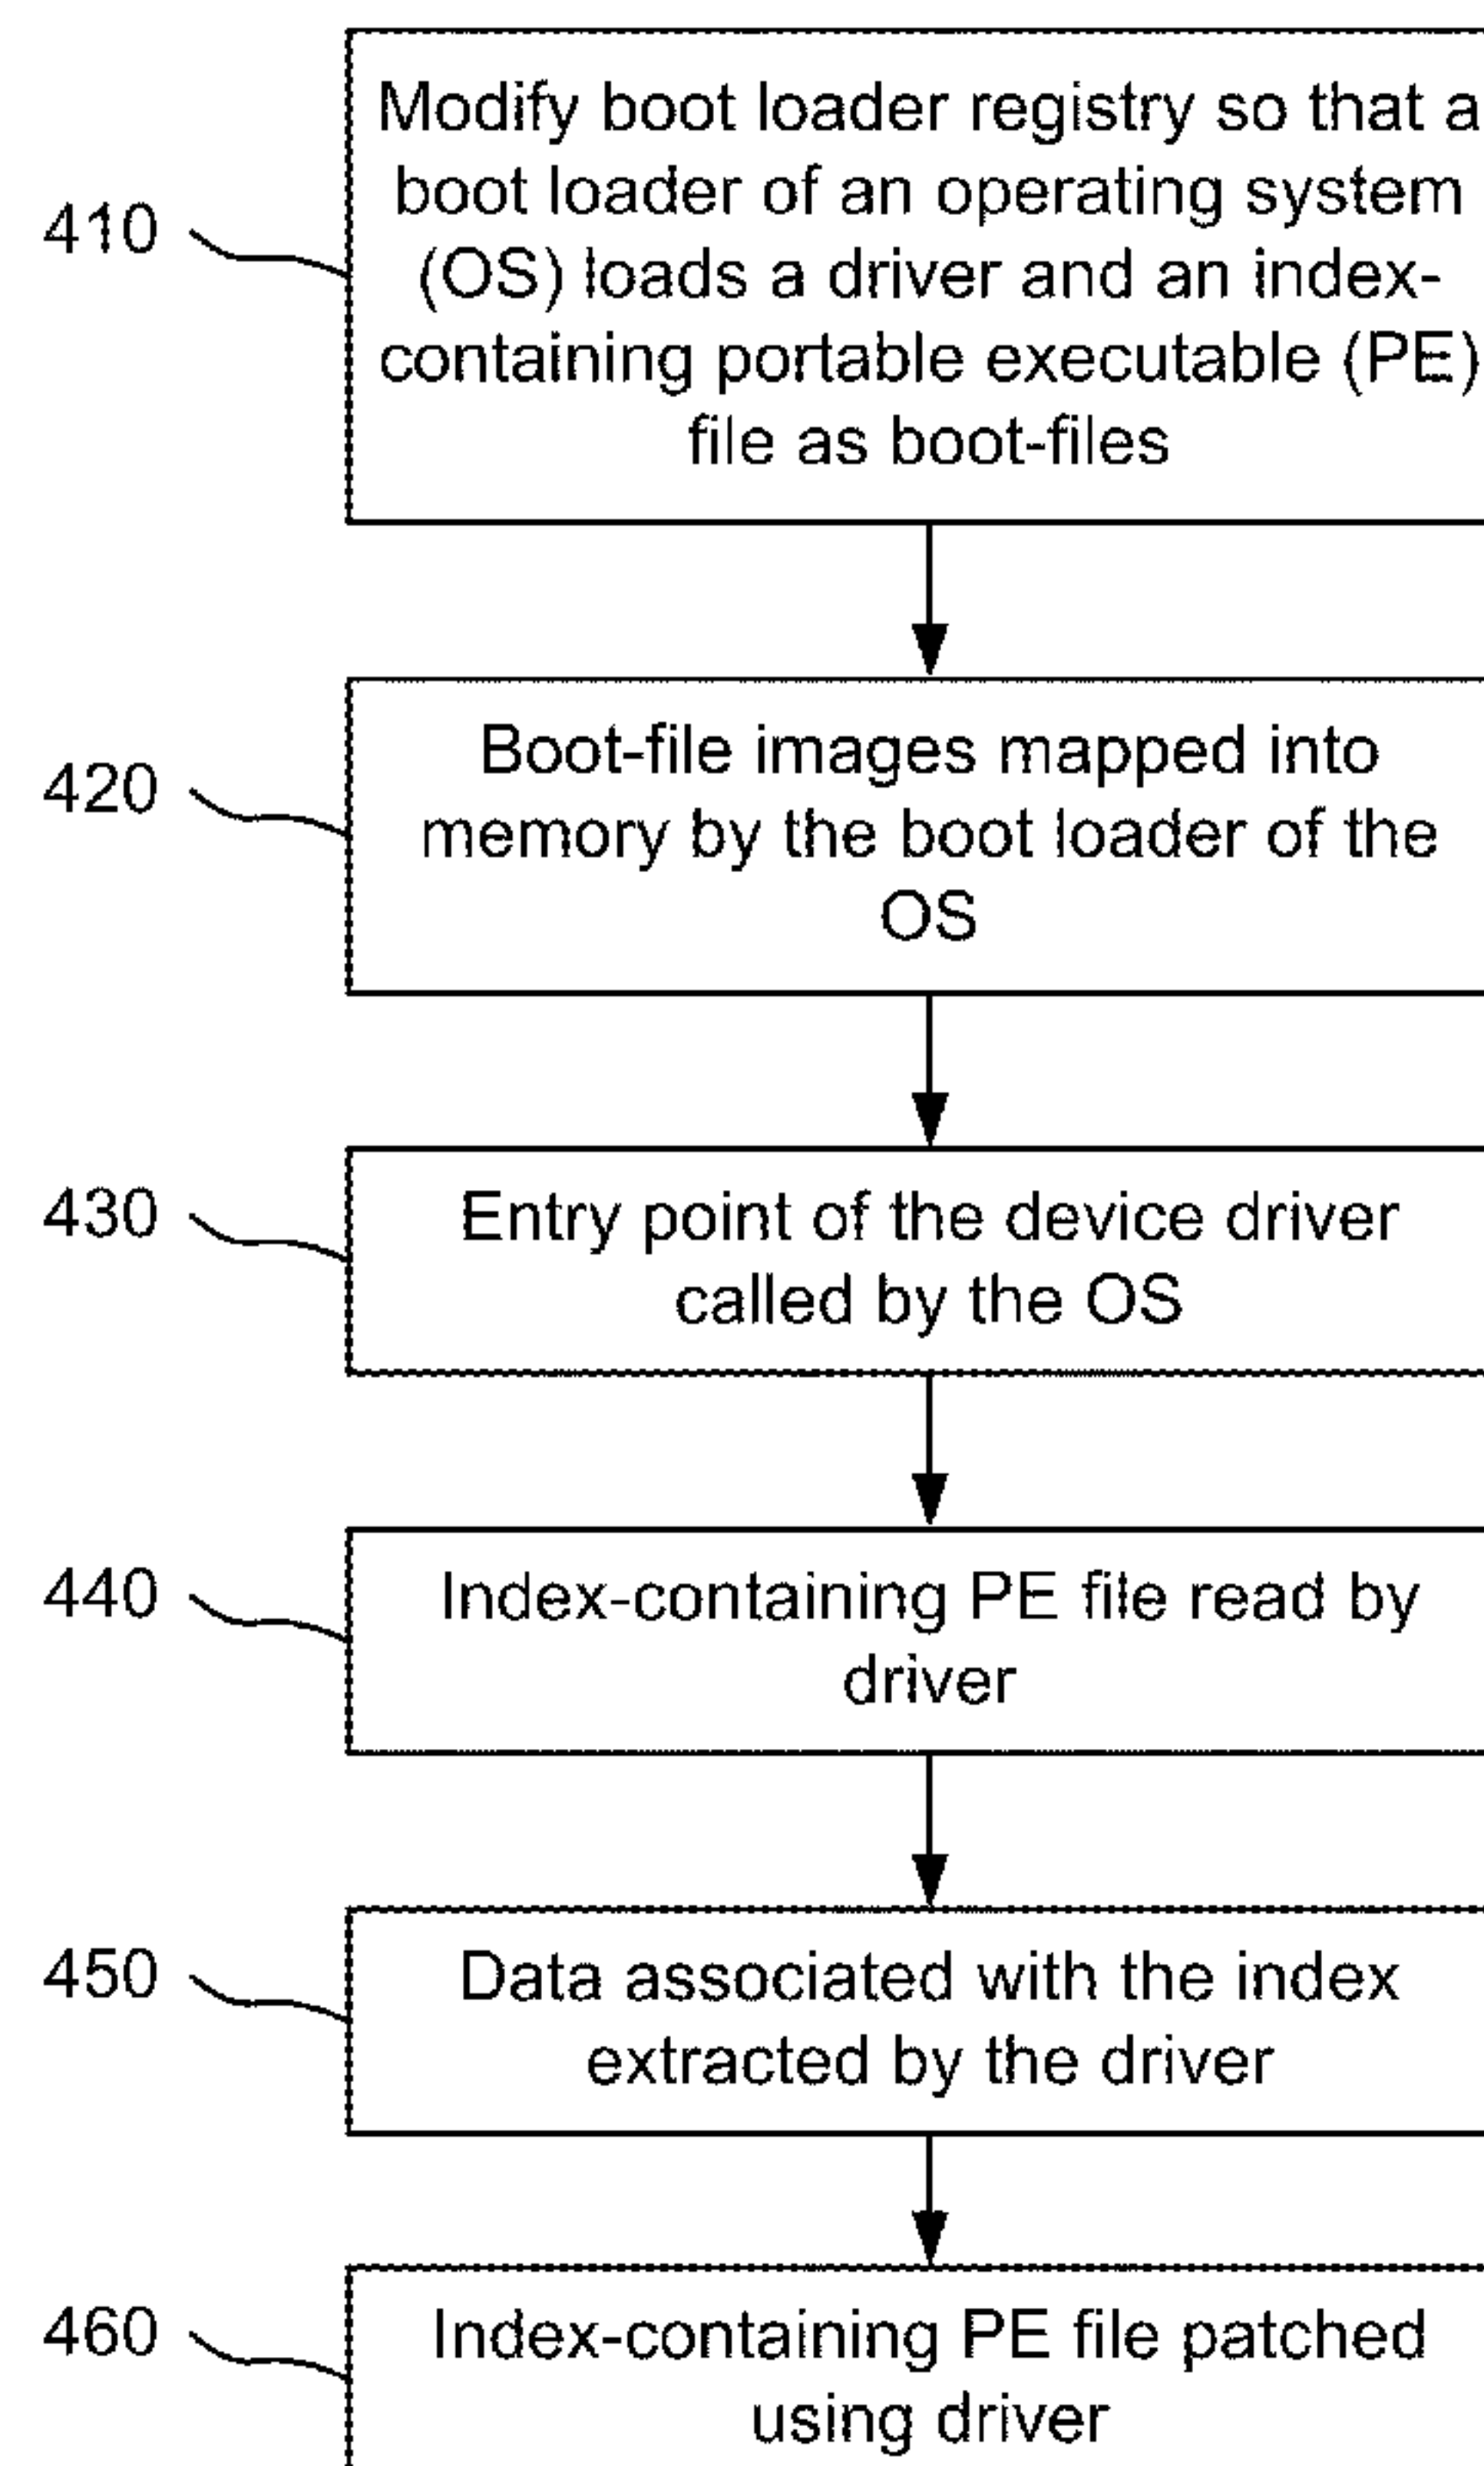 410
Modify boot loader registry so that a
boot loader of an operating system
(OS) loads a driver and an index-
containing portable executable (PE)
file as boot-files
420
Boot-file images mapped into
memory by the boot loader of the
OS
430
Entry point of the device driver
called by the OS
440
Index-containing PE file read by
driver
450
Data associated with the index
extracted by the driver
460
Index-containing PE file patched
using driver